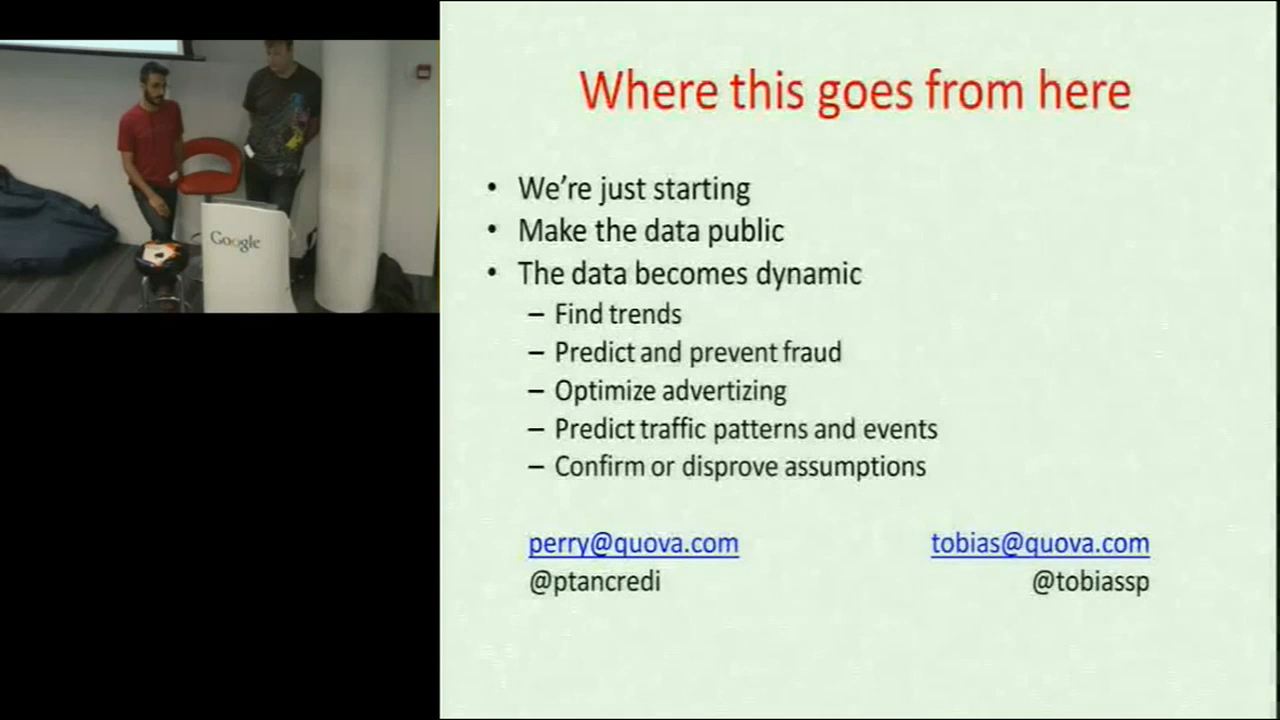 Google
Where this goes from here
• We're just starting
• Make the data public
• The data becomes dynamic
– Find trends
– Predict and prevent fraud
– Optimize advertizing
– Predict traffic patterns and events
– Confirm or disprove assumptions
perry@quova.com
tobias@quova.com
@ptancredi
@tobiassp